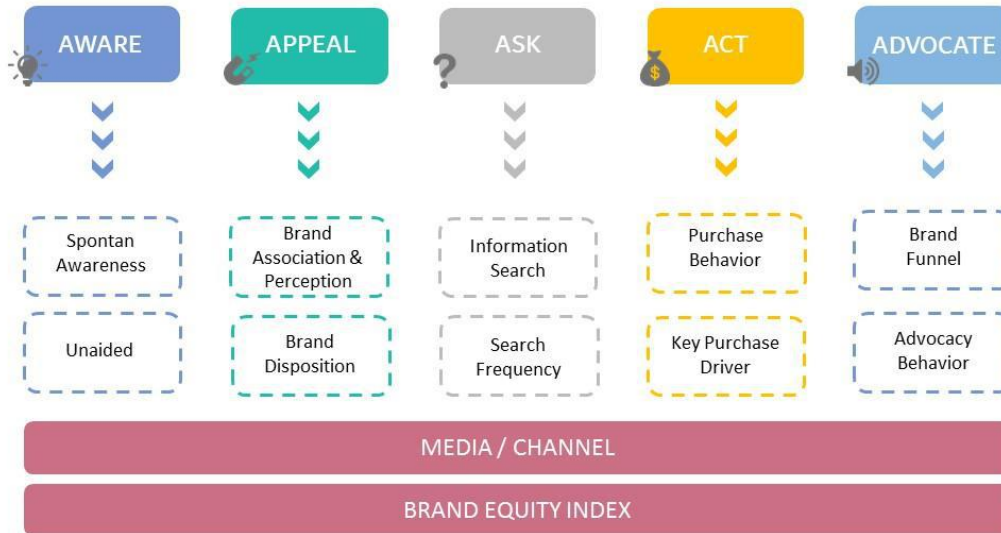 AWARE
APPEAL
ASK
ACT
ADVOCATE
?
$
Spontan
Awareness
Brand
Association &
Perception
Information
Search
Purchase
Behavior
Brand
Funnel
Unaided
Brand
Disposition
Search
Frequency
Key Purchase
Driver
Advocacy
Behavior
MEDIA / CHANNEL
BRAND EQUITY INDEX